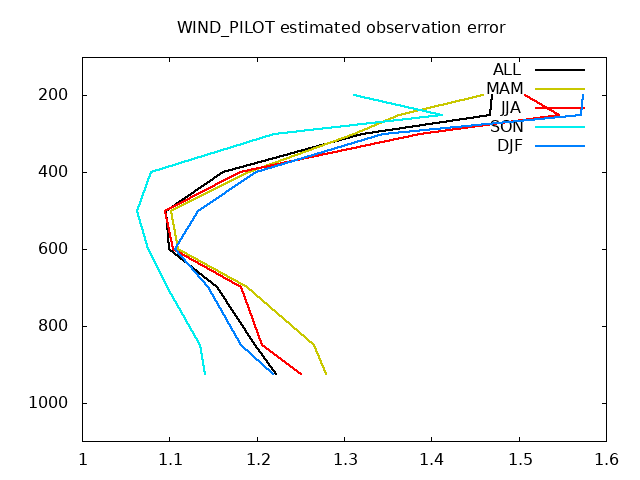 WIND_PILOT estimated observation error
ALL
MAM
JJA
SON
DJF
200
400
600
800
1000
1 1.1 1.2 1.3 1.4 1.5 1.6